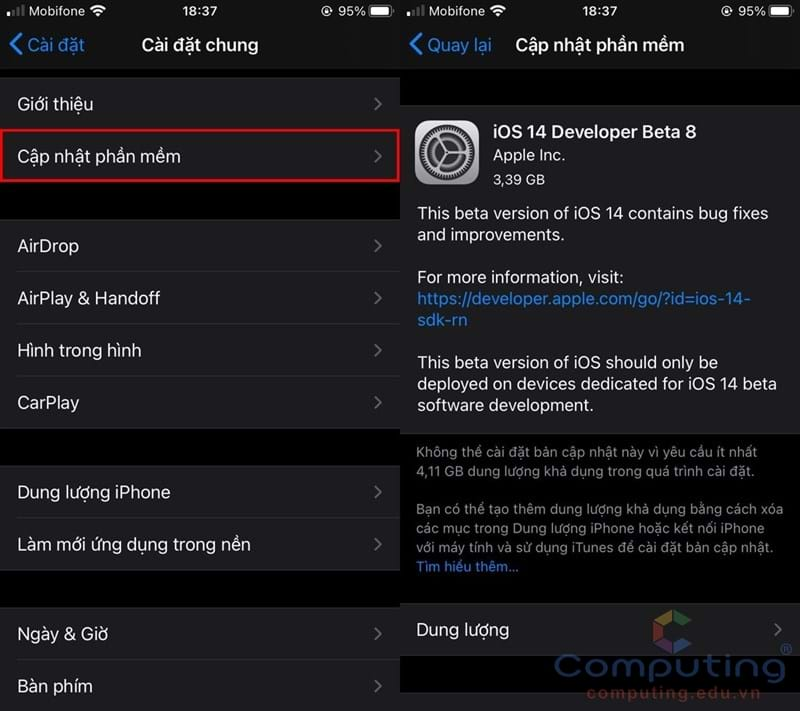 Mobifone 18:37 95%
Cài đặt Cài đặt chung
Giới thiệu
Cập nhật phần mềm
AirDrop
AirPlay & Handoff
Hình trong hình
CarPlay
Dung lượng iPhone
Làm mới ứng dụng trong nền
Ngày & Giờ
Bàn phím
Mobifone 18:37 95%
Quay lại Cập nhật phần mềm
iOS 14 Developer Beta 8
Apple Inc.
3,39 GB
This beta version of iOS 14 contains bug fixes
and improvements.
For more information, visit:
https://developer.apple.com/go/?id=ios-14-
sdk-rn
This beta version of iOS should only be
deployed on devices dedicated for iOS 14 beta
software development.
Không thể cài đặt bản cập nhật này vì yêu cầu ít nhất
4,11 GB dung lượng khả dụng trong quá trình cài đặt.
Bạn có thể tạo thêm dung lượng khả dụng bằng cách xóa
các mục trong Dung lượng iPhone hoặc kết nối iPhone
với máy tính và sử dụng iTunes để cài đặt bản cập nhật.
Tìm hiểu thêm...
Dung lượng
Computing®
computing.edu.vn